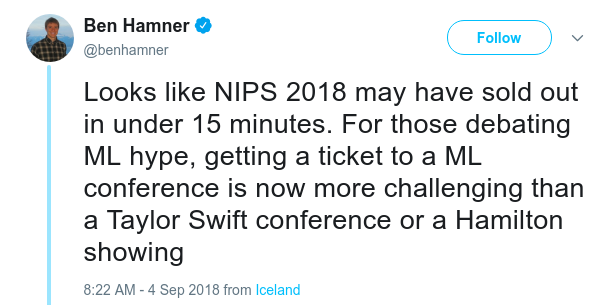 Ben Hamner
@benhamner
Follow
Looks like NIPS 2018 may have sold out
in under 15 minutes. For those debating
ML hype, getting a ticket to a ML
conference is now more challenging than
a Taylor Swift conference or a Hamilton
showing
8:22 AM - 4 Sep 2018 from Iceland